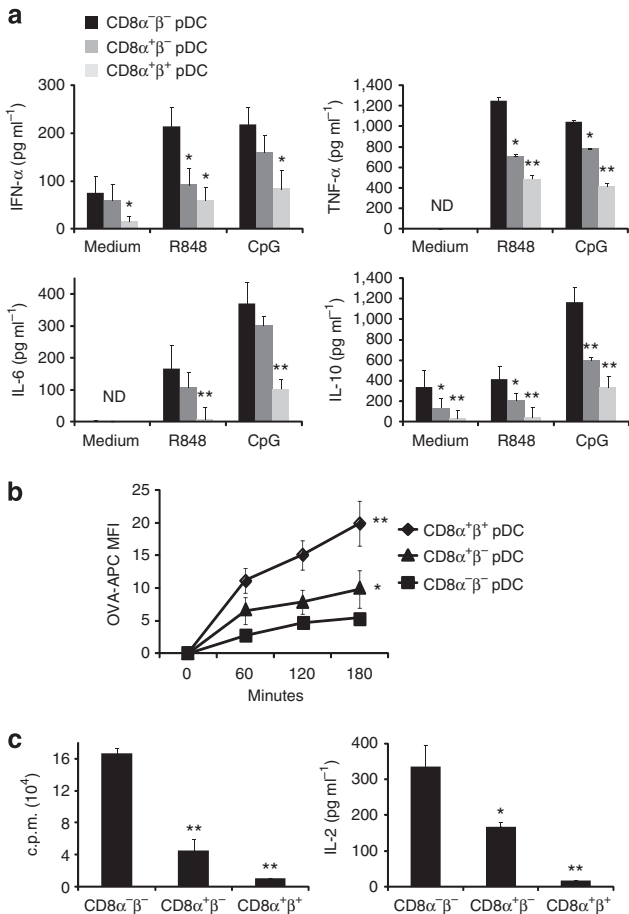 a
CD8α⁻β⁻ pDC
CD8α⁺β⁻ pDC
CD8α⁺β⁺ pDC
IFN-α (pg ml⁻¹)
300
200
100
0
*
* *
*
Medium R848 CpG
TNF-α (pg ml⁻¹)
1,400
1,200
1,000
800
600
400
200
0
ND
* **
* **
Medium R848 CpG
IL-6 (pg ml⁻¹)
400
300
200
100
0
ND
**
**
Medium R848 CpG
IL-10 (pg ml⁻¹)
1,400
1,200
1,000
800
600
400
200
0
* **
* **
** **
Medium R848 CpG
b
OVA-APC MFI
25
20
15
10
5
0
**
*
0 60 120 180
Minutes
CD8α⁺β⁺ pDC
CD8α⁺β⁻ pDC
CD8α⁻β⁻ pDC
c
c.p.m. (10⁴)
16
12
8
4
0
**
**
CD8α⁻β⁻ CD8α⁺β⁻ CD8α⁺β⁺
IL-2 (pg ml⁻¹)
400
300
200
100
0
*
**
CD8α⁻β⁻ CD8α⁺β⁻ CD8α⁺β⁺